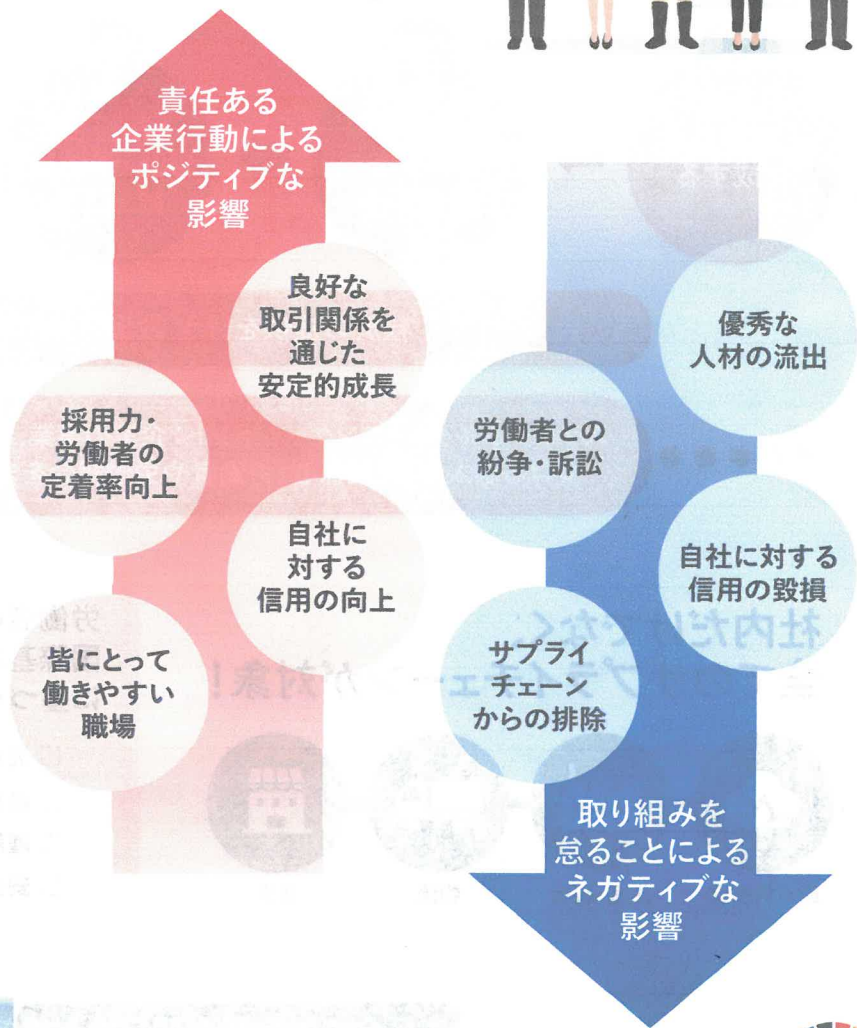 責任ある
企業行動による
ポジティブな
影響
良好な
取引関係を
通じた
安定的成長
採用力・
労働者の
定着率向上
自社に
対する
信用の向上
皆にとって
働きやすい
職場
優秀な
人材の流出
労働者との
紛争・訴訟
自社に対する
信用の毀損
サプライ
チェーン
からの排除
取り組みを
怠ることによる
ネガティブな
影響